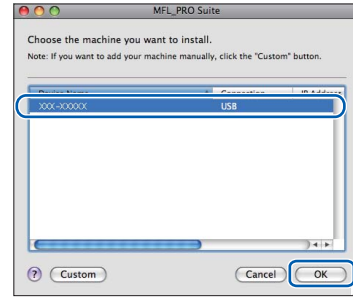 MFL_PRO Suite
Choose the machine you want to install.
Note: If you want to add your machine manually, click the "Custom" button.
Device Name Connection IP Address
XXX-XXXXX USB
? Custom Cancel OK